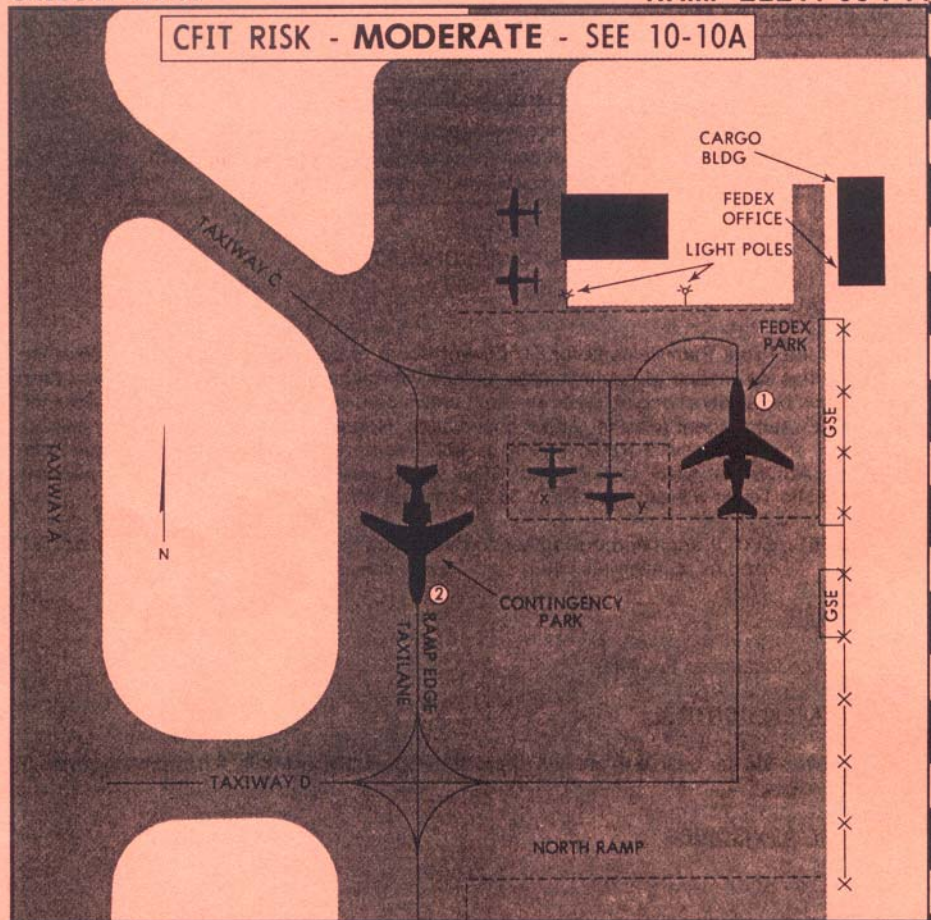 CFIT RISK - MODERATE - SEE 10-10A
CARGO
BLDG
FEDEX
OFFICE
LIGHT POLES
TAXIWAY C
FEDEX
PARK
1
GSE
TAXIWAY A
N
X
y
2
CONTINGENCY
PARK
GSE
RAMP EDGE
TAXILANE
TAXIWAY D
NORTH RAMP